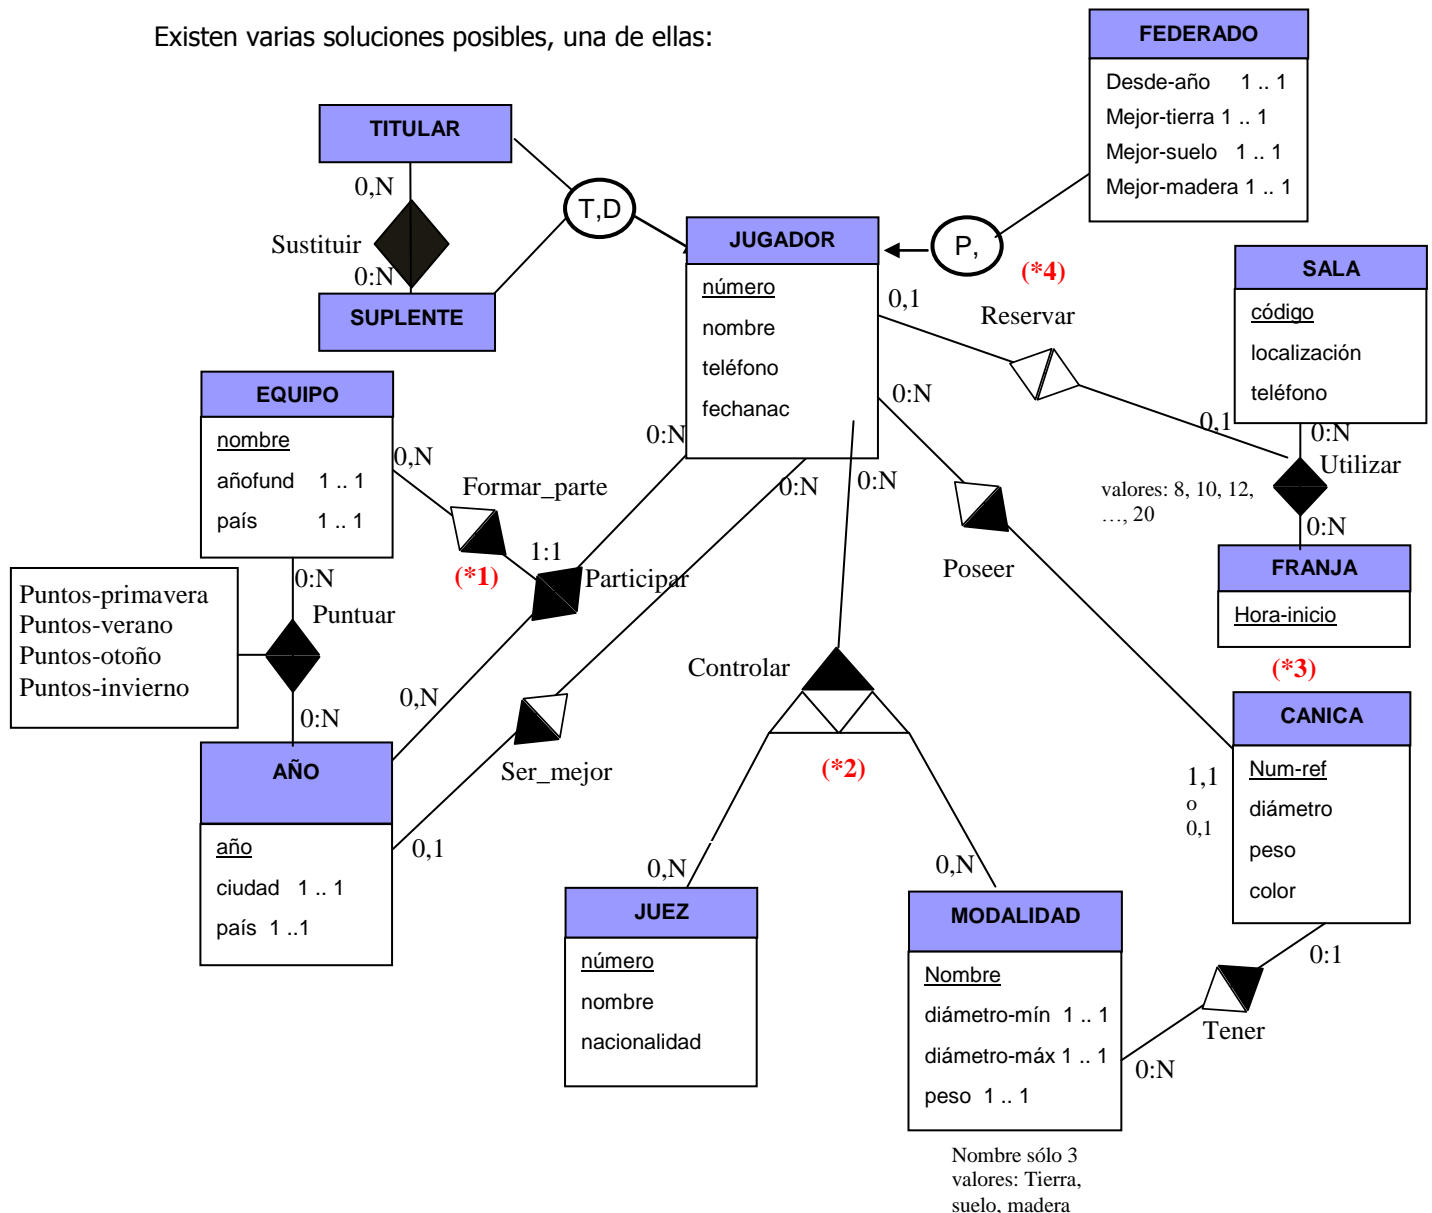 Existen varias soluciones posibles, una de ellas:
FEDERADO
Desde-año 1 .. 1
Mejor-tierra 1 .. 1
Mejor-suelo 1 .. 1
Mejor-madera 1 .. 1
TITULAR
0,N
Sustituir
0:N
SUPLENTE
T,D
JUGADOR
número
nombre
teléfono
fechanac
P,
(*4)
0,1
Reservar
0,1
SALA
código
localización
teléfono
0:N
Utilizar
valores: 8, 10, 12,
…, 20
0:N
FRANJA
Hora-inicio
(*3)
EQUIPO
nombre
añofund 1 .. 1
país 1 .. 1
0,N
Formar_parte
(*1)
1:1
Participar
0:N
0:N
0:N
0:N
Poseer
0:N
Puntuar
Puntos-primavera
Puntos-verano
Puntos-otoño
Puntos-invierno
0:N
0,N
Ser_mejor
0,1
AÑO
año
ciudad 1 .. 1
país 1 ..1
Controlar
(*2)
0,N
0,N
JUEZ
número
nombre
nacionalidad
MODALIDAD
Nombre
diámetro-mín 1 .. 1
diámetro-máx 1 .. 1
peso 1 .. 1
Nombre sólo 3
valores: Tierra,
suelo, madera
1,1
o
0,1
CANICA
Num-ref
diámetro
peso
color
0:1
Tener
0:N